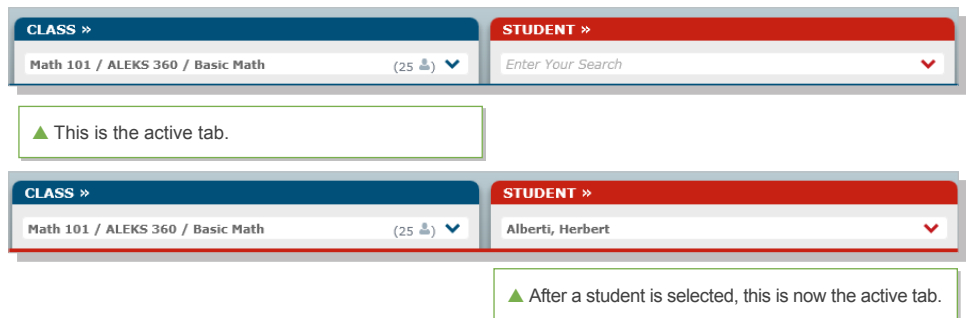 CLASS » STUDENT »
Math 101 / ALEKS 360 / Basic Math (25 ) Enter Your Search
▲ This is the active tab.
CLASS » STUDENT »
Math 101 / ALEKS 360 / Basic Math (25 ) Alberti, Herbert
▲ After a student is selected, this is now the active tab.